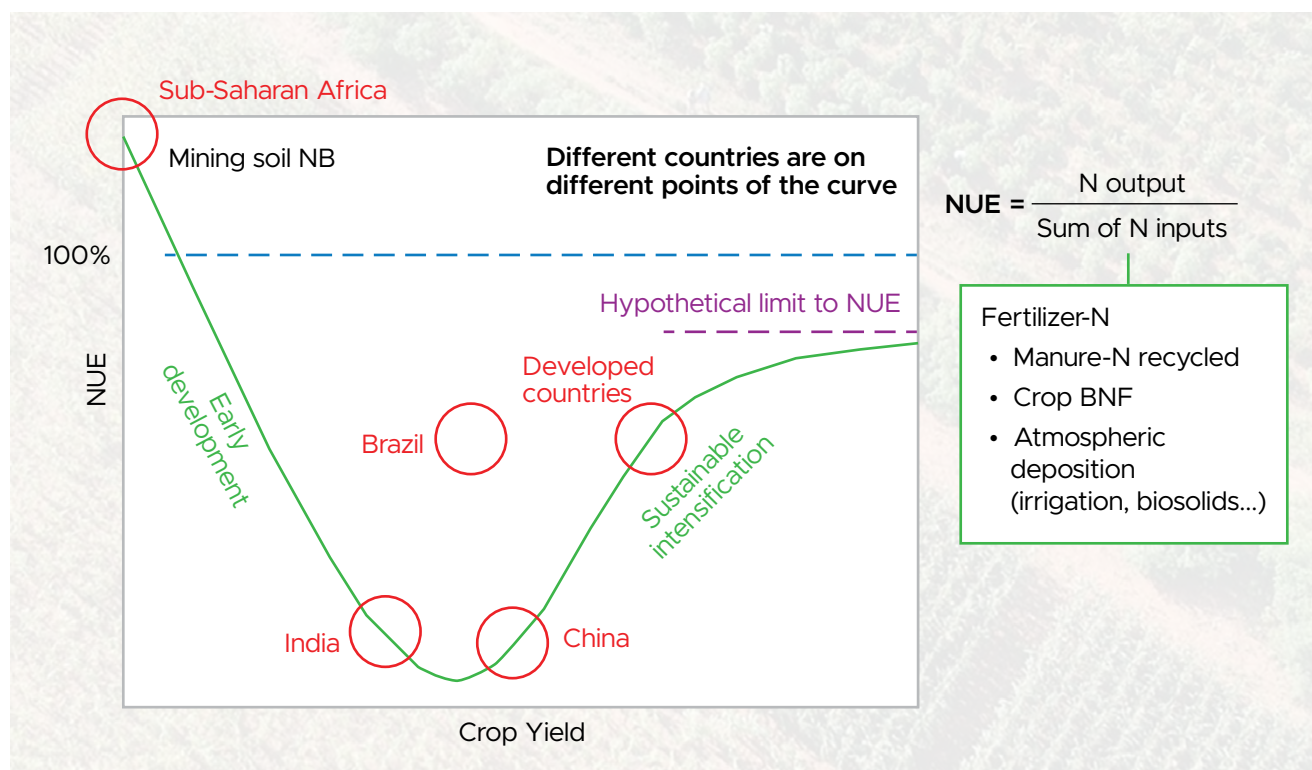 Sub-Saharan Africa
Mining soil NB
Different countries are on
different points of the curve
100%
Hypothetical limit to NUE
NUE
Early
development
Developed
countries
Brazil
Sustainable
intensification
India
China
Crop Yield
NUE =
N output
Sum of N inputs
Fertilizer-N
• Manure-N recycled
• Crop BNF
• Atmospheric
deposition
(irrigation, biosolids...)